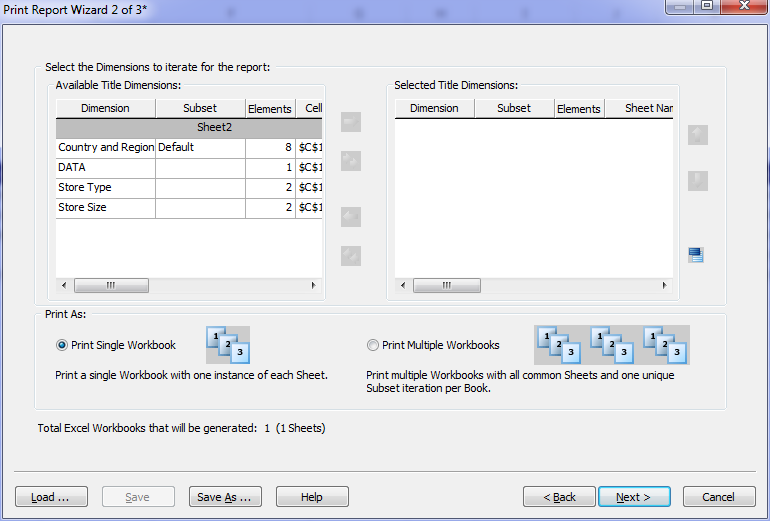 Print Report Wizard 2 of 3*
Select the Dimensions to iterate for the report:
Available Title Dimensions:
Dimension Subset Elements Cell
Sheet2
Country and Region Default 8 $C$1
DATA 1 $C$1
Store Type 2 $C$1
Store Size 2 $C$1
Selected Title Dimensions:
Dimension Subset Elements Sheet Nar
Print As:
Print Single Workbook
1 2 3
Print a single Workbook with one instance of each Sheet.
Print Multiple Workbooks
1 2 3 1 2 3 1 2 3
Print multiple Workbooks with all common Sheets and one unique
Subset iteration per Book.
Total Excel Workbooks that will be generated: 1 (1 Sheets)
Load ... Save Save As ... Help < Back Next > Cancel